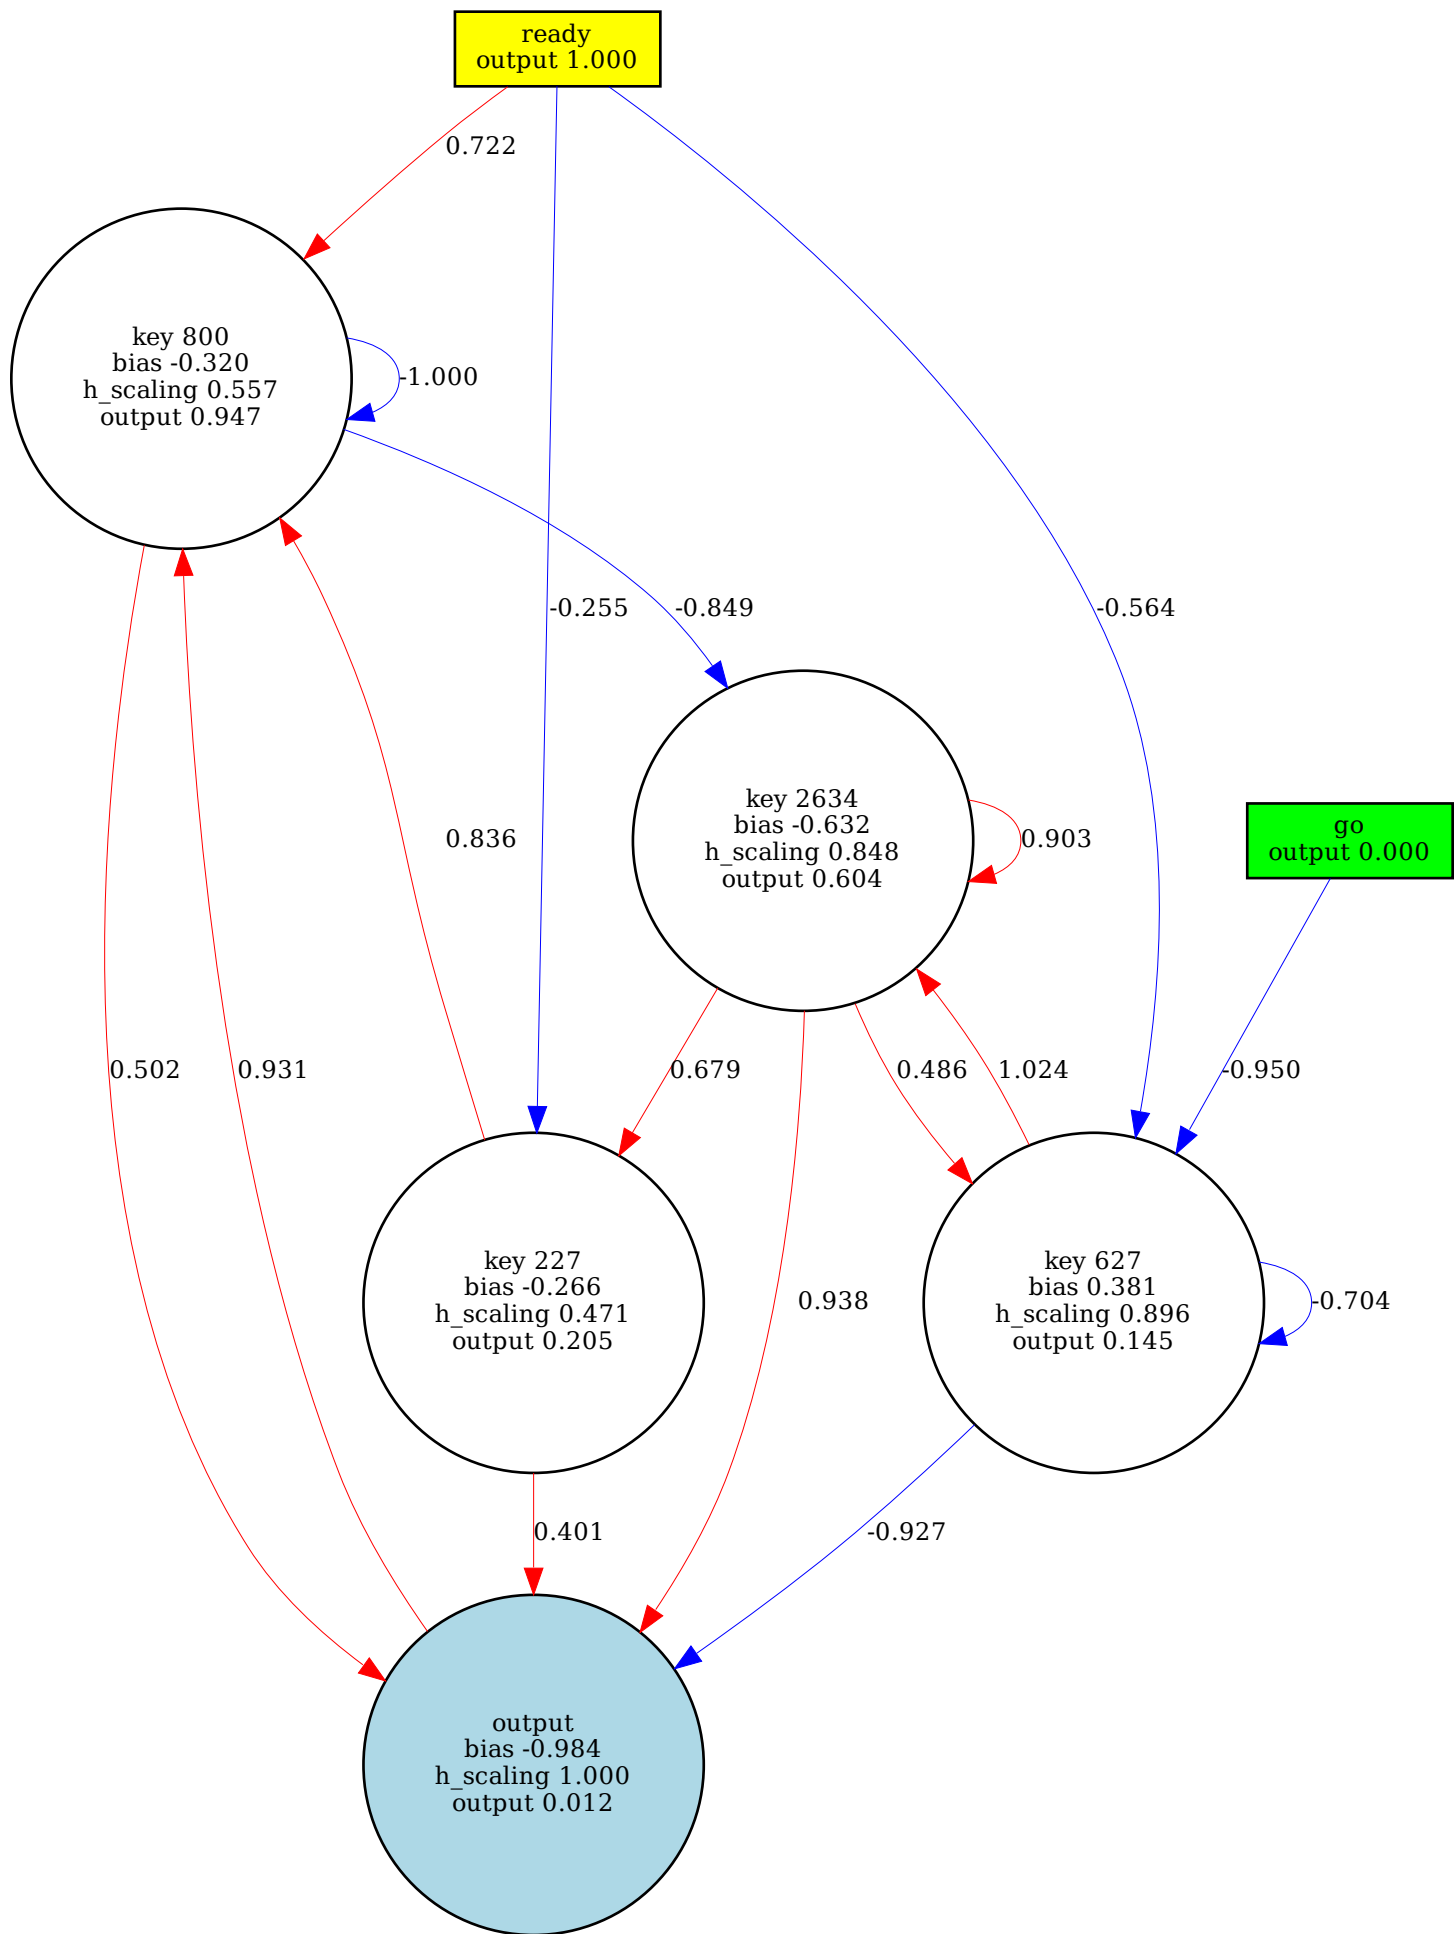 ready
output 1.000
0.722
key 800
bias -0.320
h_scaling 0.557
output 0.947
-1.000
-0.255
-0.849
-0.564
key 2634
bias -0.632
h_scaling 0.848
output 0.604
0.836
0.903
go
output 0.000
0.502
0.931
0.679
0.486
1.024
-0.950
key 227
bias -0.266
h_scaling 0.471
output 0.205
0.938
key 627
bias 0.381
h_scaling 0.896
output 0.145
-0.704
0.401
-0.927
output
bias -0.984
h_scaling 1.000
output 0.012